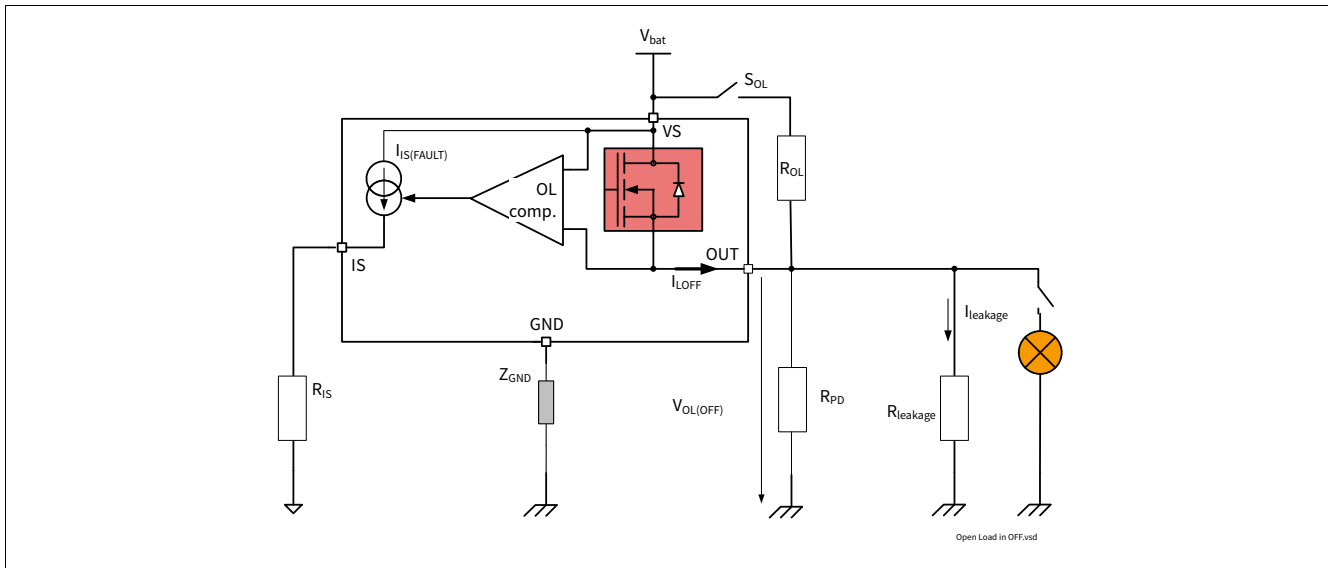 Vbat
SOL
VS
IIS(FAULT)
ROL
OL
comp.
OUT
IS
ILOFF
Ileakage
GND
ZGND
RIS
VOL(OFF)
RPD
Rleakage
Open Load in OFF.vsd